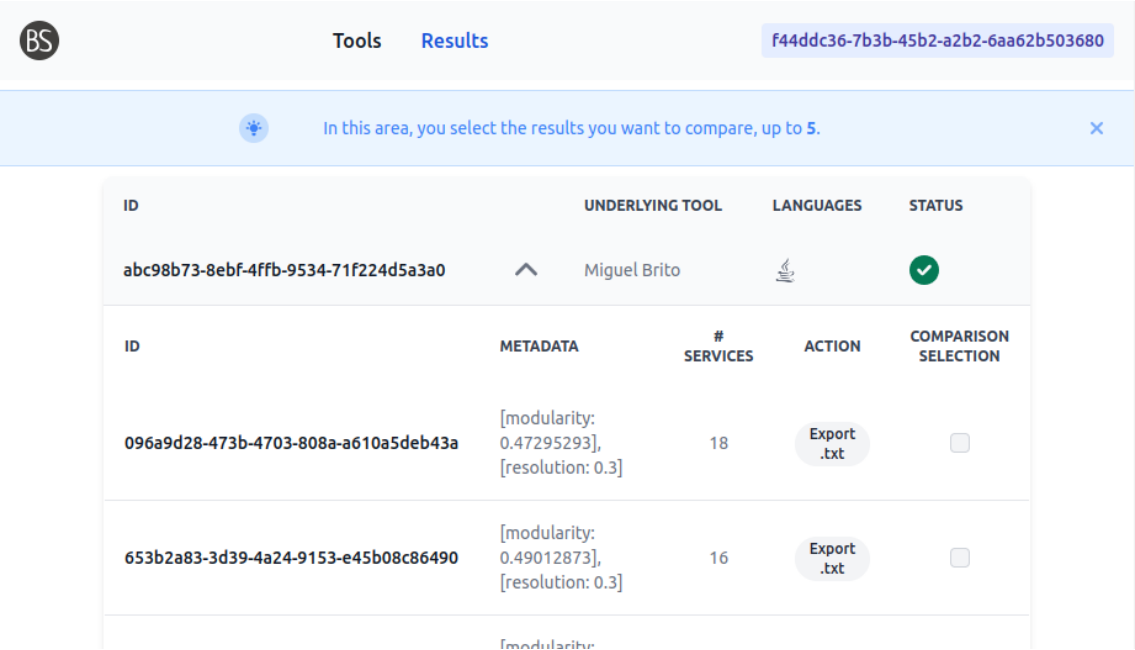 BS
Tools
Results
f44ddc36-7b3b-45b2-a2b2-6aa62b503680
In this area, you select the results you want to compare, up to 5.
ID
UNDERLYING TOOL
LANGUAGES
STATUS
abc98b73-8ebf-4ffb-9534-71f224d5a3a0
Miguel Brito
ID
METADATA
#
SERVICES
ACTION
COMPARISON
SELECTION
096a9d28-473b-4703-808a-a610a5deb43a
[modularity:
0.47295293],
[resolution: 0.3]
18
Export
.txt
653b2a83-3d39-4a24-9153-e45b08c86490
[modularity:
0.49012873],
[resolution: 0.3]
16
Export
.txt
[modularity: